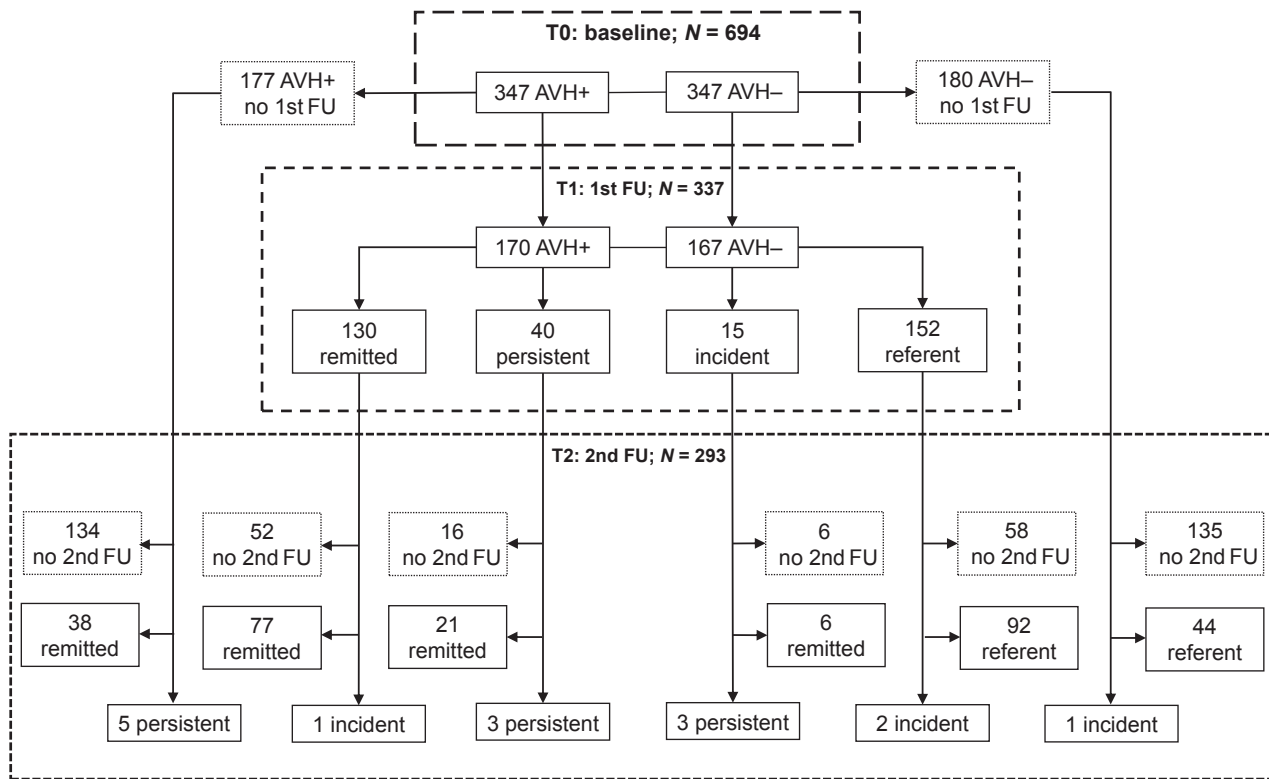 T0: baseline; N = 694
177 AVH+
no 1st FU
347 AVH+
347 AVH–
180 AVH–
no 1st FU
T1: 1st FU; N = 337
170 AVH+
167 AVH–
130
remitted
40
persistent
15
incident
152
referent
T2: 2nd FU; N = 293
134
no 2nd FU
52
no 2nd FU
16
no 2nd FU
6
no 2nd FU
58
no 2nd FU
135
no 2nd FU
38
remitted
77
remitted
21
remitted
6
remitted
92
referent
44
referent
5 persistent
1 incident
3 persistent
3 persistent
2 incident
1 incident